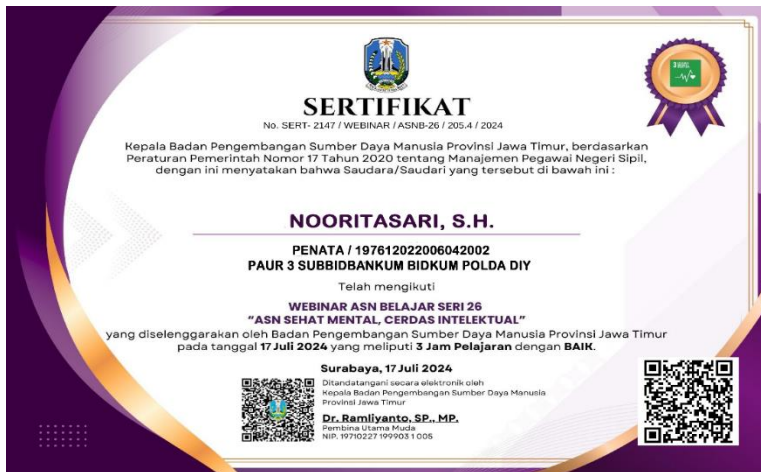 SERTIFIKAT
No. SERT- 2147 / WEBINAR / ASNB-26 / 205.4 / 2024
Kepala Badan Pengembangan Sumber Daya Manusia Provinsi Jawa Timur, berdasarkan
Peraturan Pemerintah Nomor 17 Tahun 2020 tentang Manajemen Pegawai Negeri Sipil,
dengan ini menyatakan bahwa Saudara/Saudari yang tersebut di bawah ini :
NOORITASARI, S.H.
PENATA / 197612022006042002
PAUR 3 SUBBIDBANKUM BIDKUM POLDA DIY
Telah mengikuti
WEBINAR ASN BELAJAR SERI 26
“ASN SEHAT MENTAL, CERDAS INTELEKTUAL”
yang diselenggarakan oleh Badan Pengembangan Sumber Daya Manusia Provinsi Jawa Timur
pada tanggal 17 Juli 2024 yang meliputi 3 Jam Pelajaran dengan BAIK.
Surabaya, 17 Juli 2024
Ditandatangani secara elektronik oleh
Kepala Badan Pengembangan Sumber Daya Manusia
Provinsi Jawa Timur
Dr. Ramliyanto, SP., MP.
Pembina Utama Muda
NIP. 19710227 199903 1 005